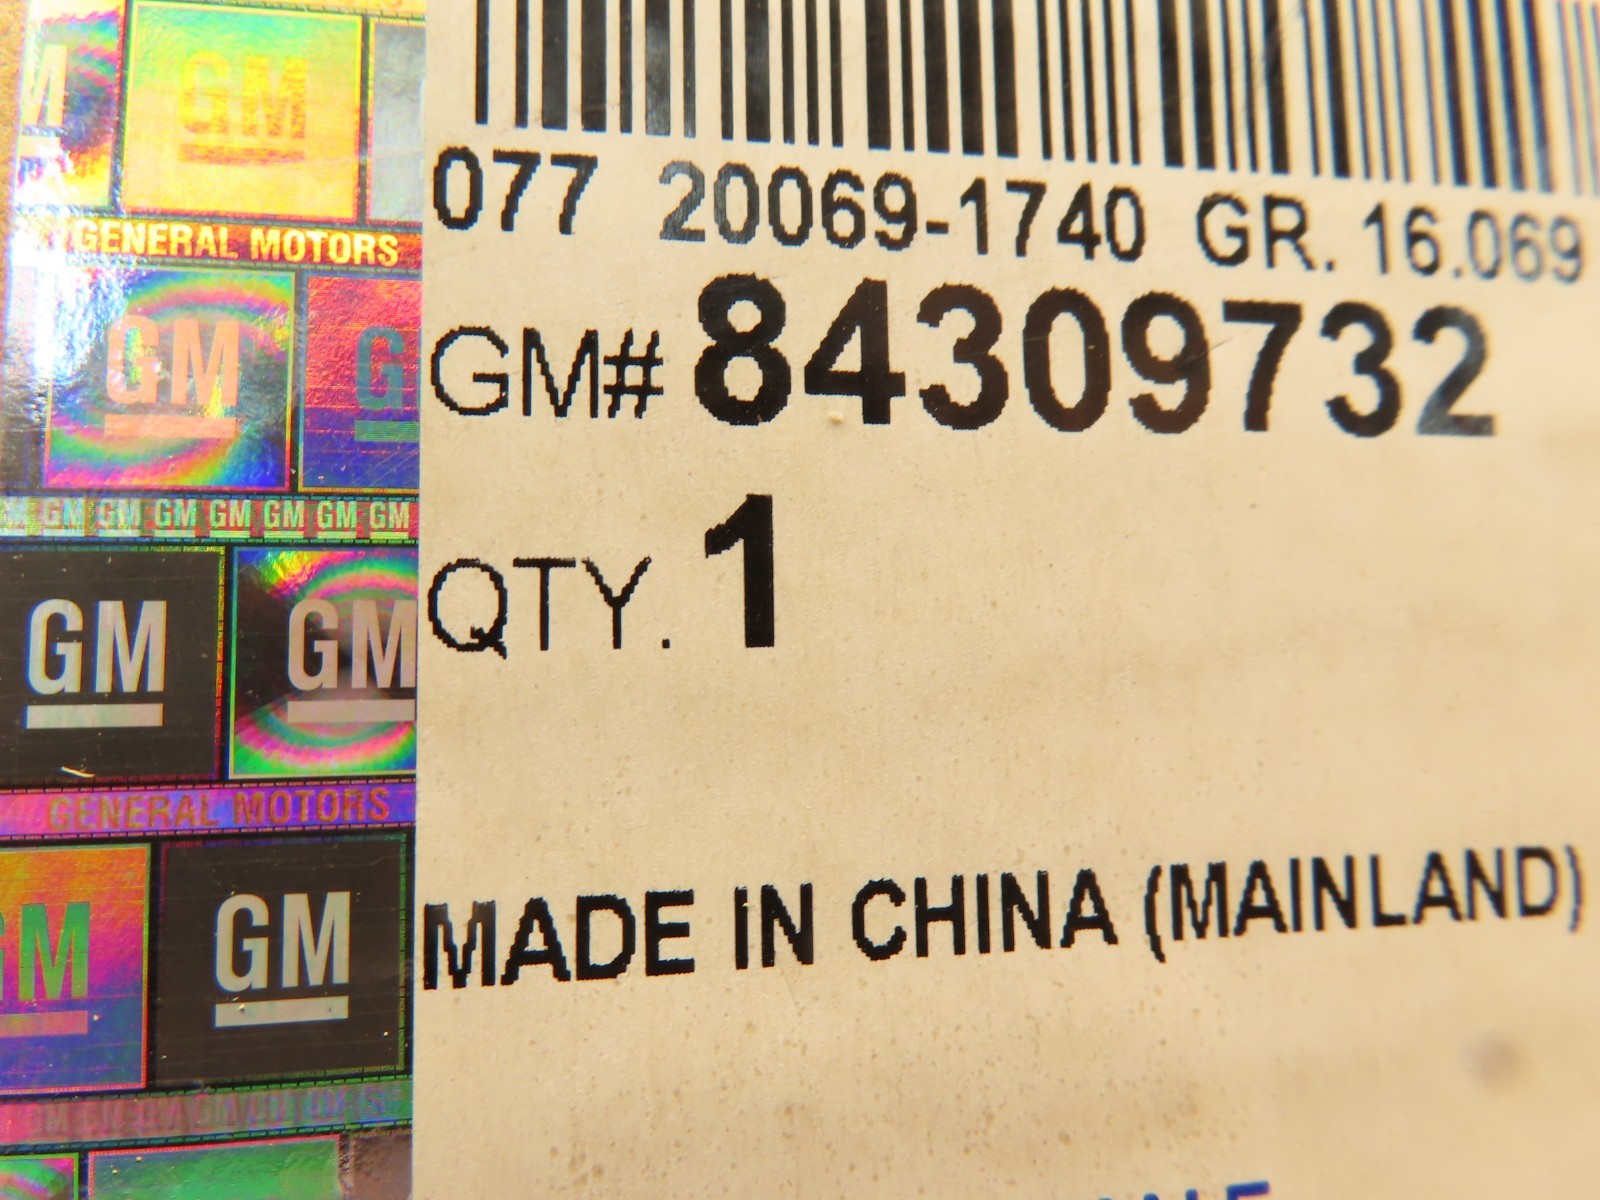 M GM
GENERAL MOTORS
GM G
GM GM GM GM GM GM GM
GM GM
GENERAL MOTORS
GM GM
077 20069-1740 GR. 16.069
GM# 84309732
QTY. 1
MADE IN CHINA (MAINLAND)